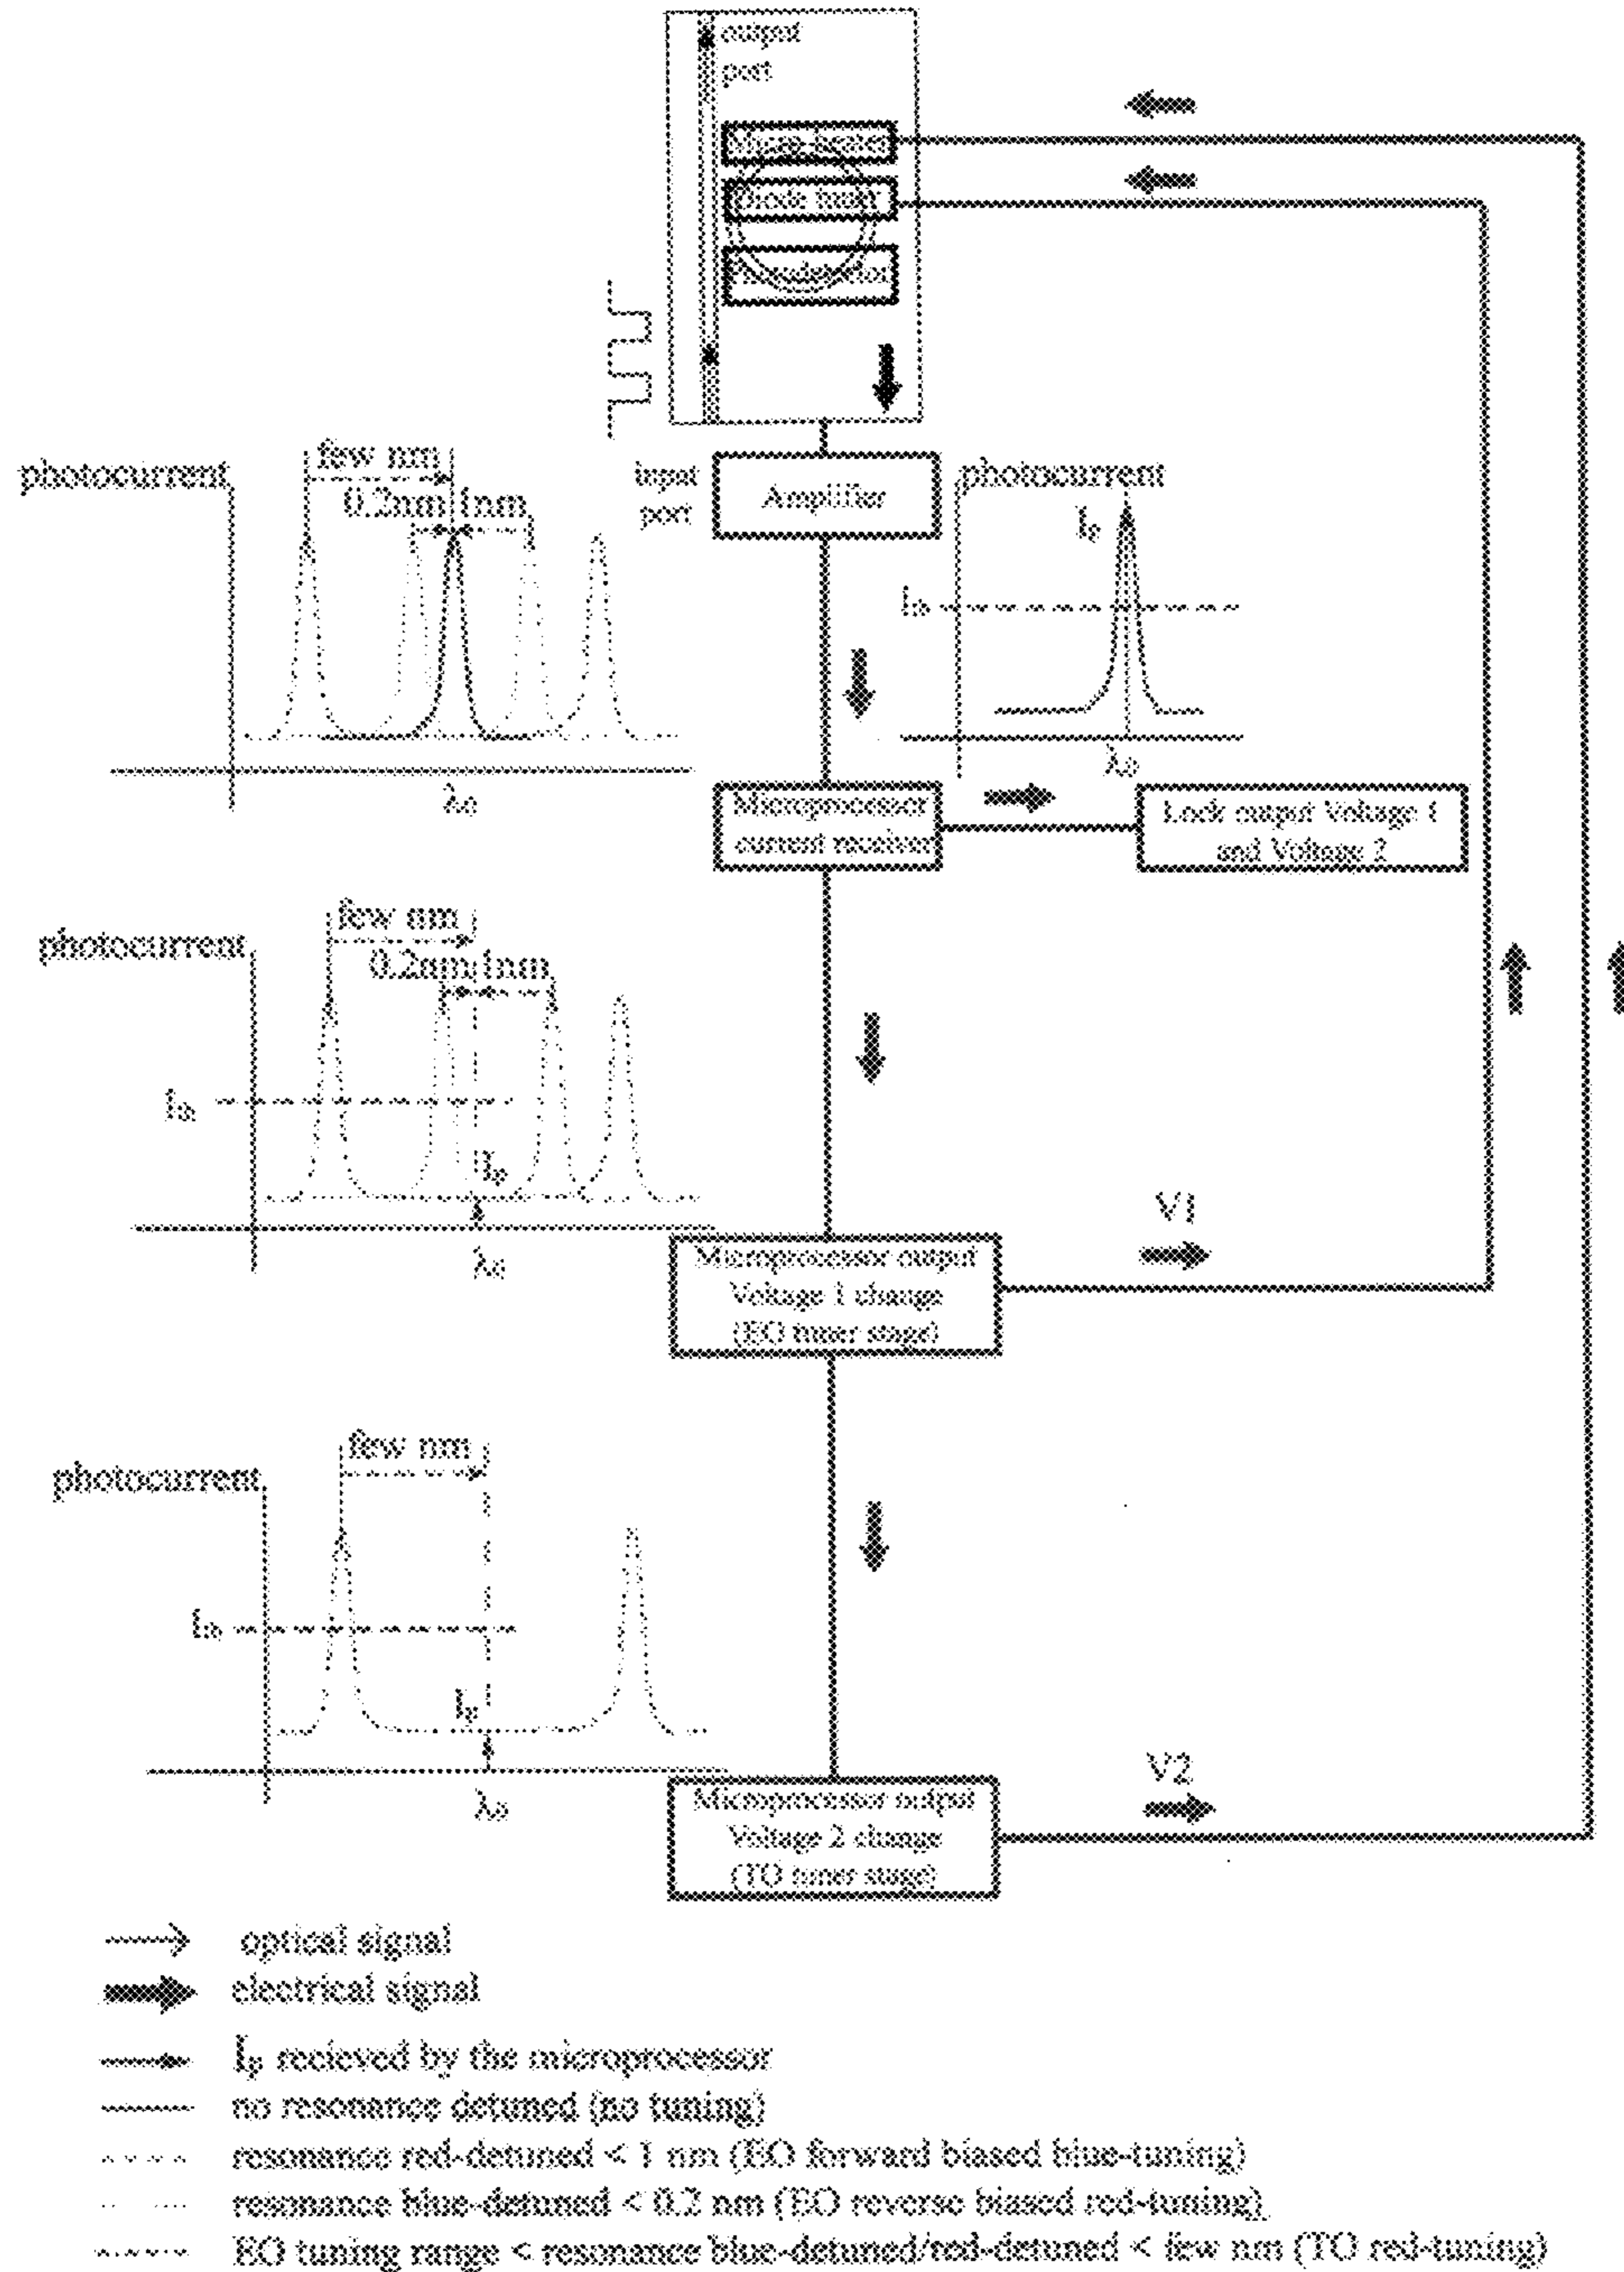 output
port
Micro-heater
Diode tuner
Photodetector
photocurrent
few nm
0.2nm 1nm
λ₀
input
port
Amplifier
photocurrent
Iₚ
Iₜₕ
λ₀
Microprocessor
current receiver
Lock output Voltage 1
and Voltage 2
photocurrent
few nm
0.2nm 1nm
Iₜₕ
Iₚ
λ₀
Microprocessor output
Voltage 1 change
(EO tuner stage)
V1
photocurrent
few nm
Iₜₕ
Iₚ
λ₀
Microprocessor output
Voltage 2 change
(TO tuner stage)
V2
optical signal
electrical signal
Iₚ recieved by the microprocessor
no resonance detuned (no tuning)
resonance red-detuned < 1 nm (EO forward biased blue-tuning)
resonance blue-detuned < 0.2 nm (EO reverse biased red-tuning)
EO tuning range < resonance blue-detuned/red-detuned < few nm (TO red-tuning)